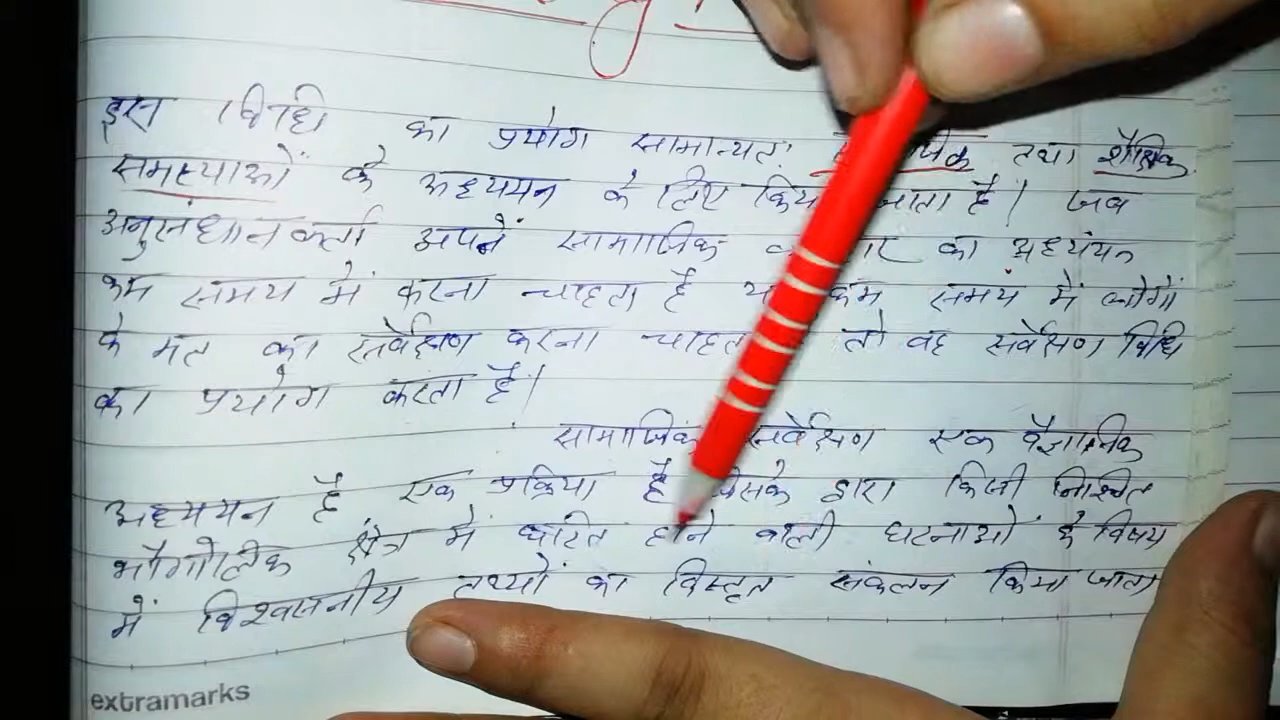 इस विधि का प्रयोग सामान्यतः तथा शैक्षिक
समस्याओं के अध्ययन के लिए किया जाता है। जब
अनुसंधानकर्ता अपने सामाजिक का अध्ययन
कम समय में करना चाहता है कम समय में लोगों
के मत का सर्वेक्षण करना तो वह सर्वेक्षण विधि
का प्रयोग करता है।
सामाजिक सर्वेक्षण एक वैज्ञानिक
अध्ययन है एक प्रक्रिया है जिसके द्वारा किसी निश्चित
भौगोलिक क्षेत्र में घटित होने वाली घटनाओं के विषय
में विश्वसनीय तथ्यों का विस्तृत संकलन किया जाता
extramarks